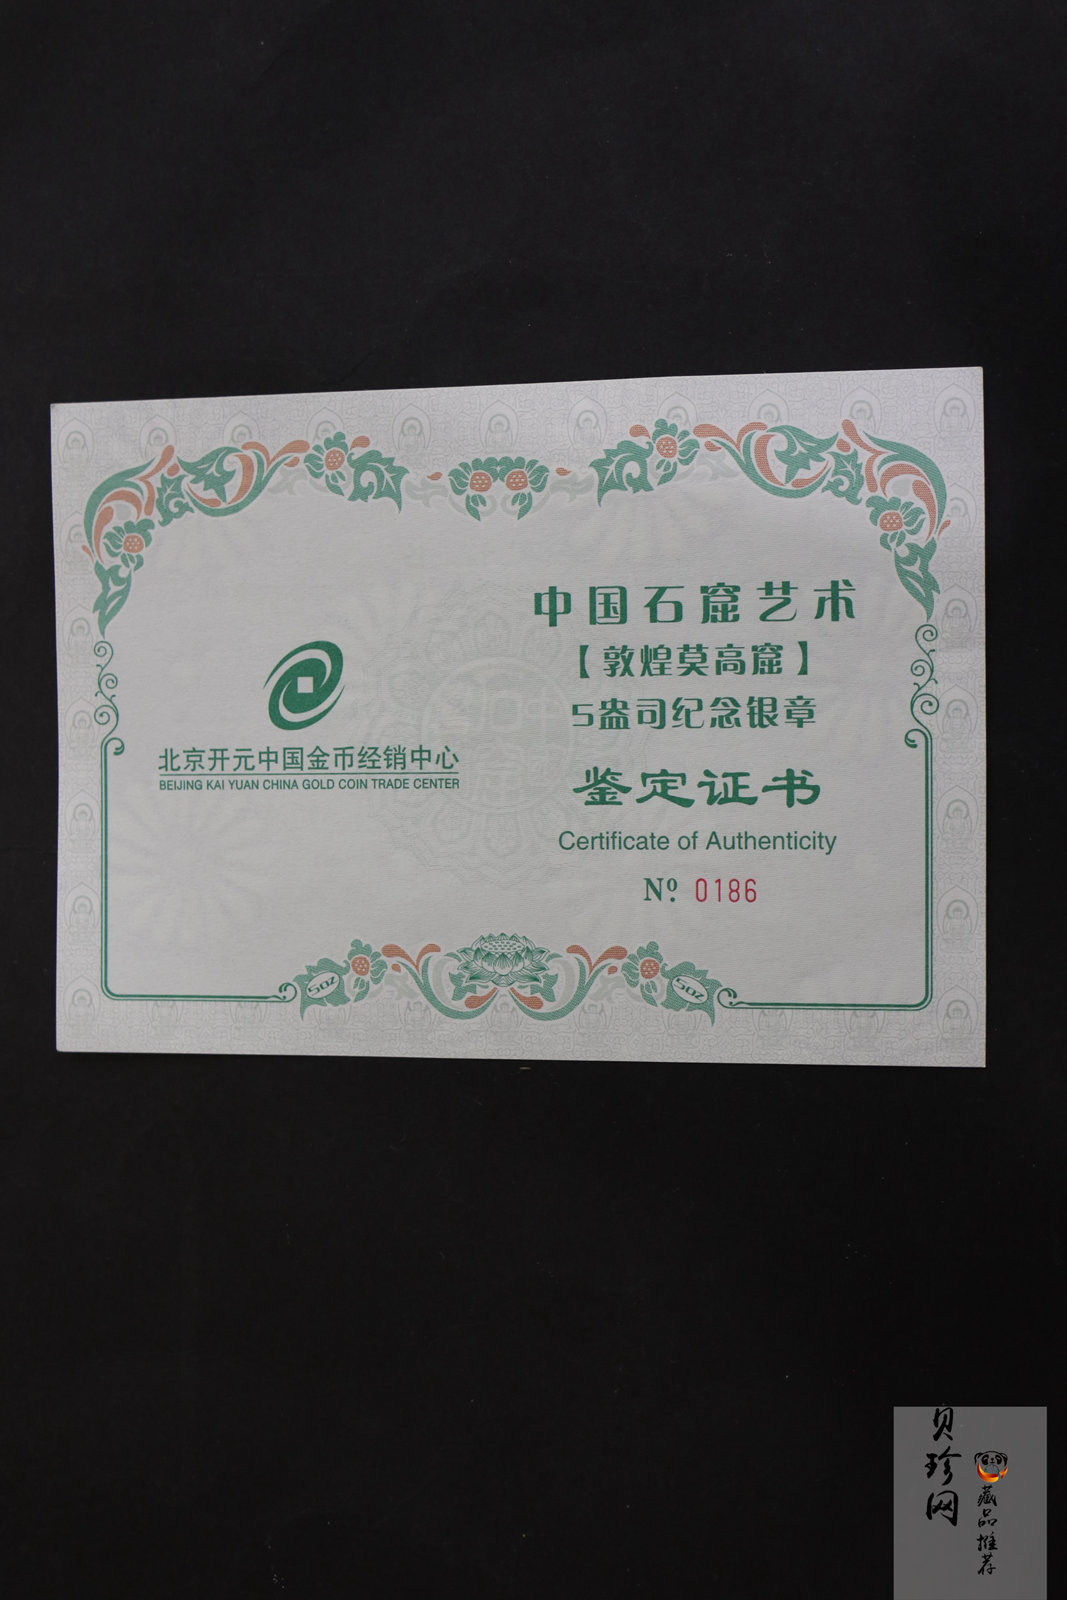 中国石窟艺术
【敦煌莫高窟】
5盎司纪念银章
鉴定证书
Certificate of Authenticity
Nº 0186
北京开元中国金币经销中心
BEIJING KAI YUAN CHINA GOLD COIN TRADE CENTER
5OZ
5OZ
贝珍网
藏品推荐